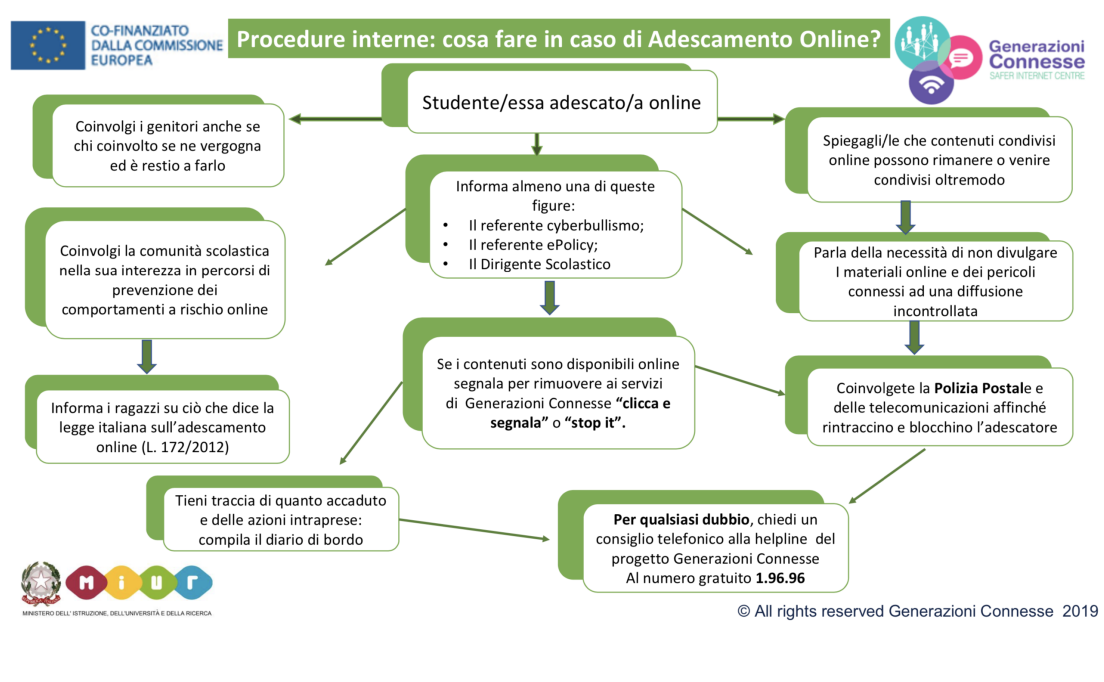 CO-FINANZIATO
DALLA COMMISSIONE
EUROPEA
Procedure interne: cosa fare in caso di Adescamento Online?
Generazioni
Connesse
SAFER INTERNET CENTRE
Studente/essa adescato/a online
Coinvolgi i genitori anche se
chi coinvolto se ne vergogna
ed è restio a farlo
Informa almeno una di queste
figure:
• Il referente cyberbullismo;
• Il referente ePolicy;
• Il Dirigente Scolastico
Spiegagli/le che contenuti condivisi
online possono rimanere o venire
condivisi oltremodo
Coinvolgi la comunità scolastica
nella sua interezza in percorsi di
prevenzione dei
comportamenti a rischio online
Parla della necessità di non divulgare
I materiali online e dei pericoli
connessi ad una diffusione
incontrollata
Se i contenuti sono disponibili online
segnala per rimuovere ai servizi
di Generazioni Connesse “clicca e
segnala” o “stop it”.
Informa i ragazzi su ciò che dice la
legge italiana sull’adescamento
online (L. 172/2012)
Coinvolgete la Polizia Postale e
delle telecomunicazioni affinché
rintraccino e blocchino l’adescatore
Tieni traccia di quanto accaduto
e delle azioni intraprese:
compila il diario di bordo
Per qualsiasi dubbio, chiedi un
consiglio telefonico alla helpline del
progetto Generazioni Connesse
Al numero gratuito 1.96.96
M i u r
MINISTERO DELL' ISTRUZIONE, DELL'UNIVERSITÀ E DELLA RICERCA
© All rights reserved Generazioni Connesse 2019